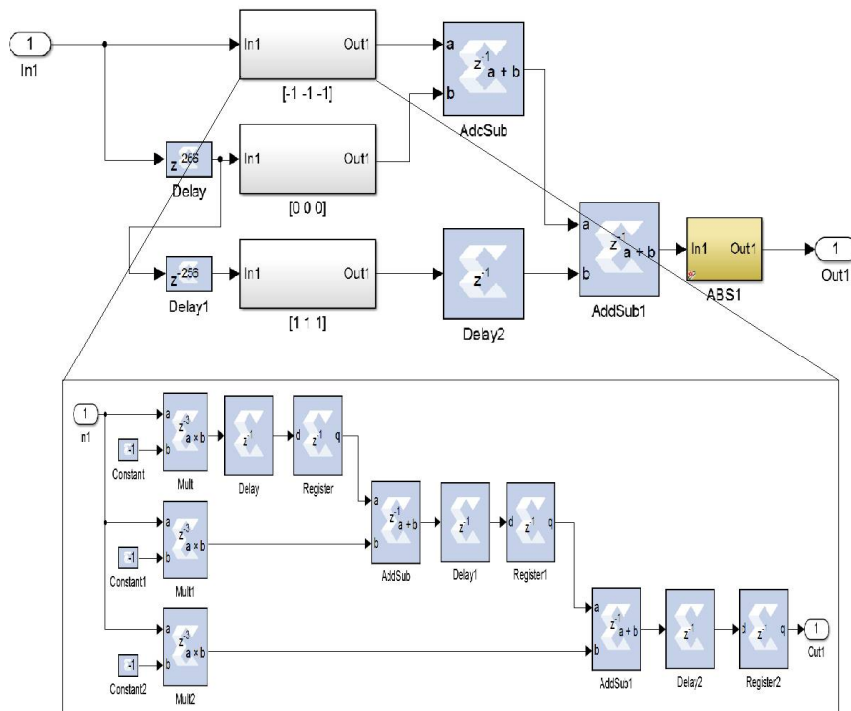 1
In1
In1 Out1
[-1 -1 -1]
a
b
z-1
a + b
AdcSub
z-256
Delay
In1 Out1
[0 0 0]
z-256
Delay1
In1 Out1
[1 1 1]
z-1
Delay2
a
b
z-1
a + b
AddSub1
In1 Out1
ABS1
1
Out1
1
n1
-1
Constant
a
b
z-3
a x b
Mult
z-1
Delay
d z-1 q
Register
-1
Constant1
a
b
z-3
a x b
Mult1
a
b
z-1
a + b
AddSub
z-1
Delay1
d z-1 q
Register1
-1
Constant2
a
b
z-3
a x b
Mult2
a
b
z-1
a + b
AddSub1
z-1
Delay2
d z-1 q
Register2
1
Cut1